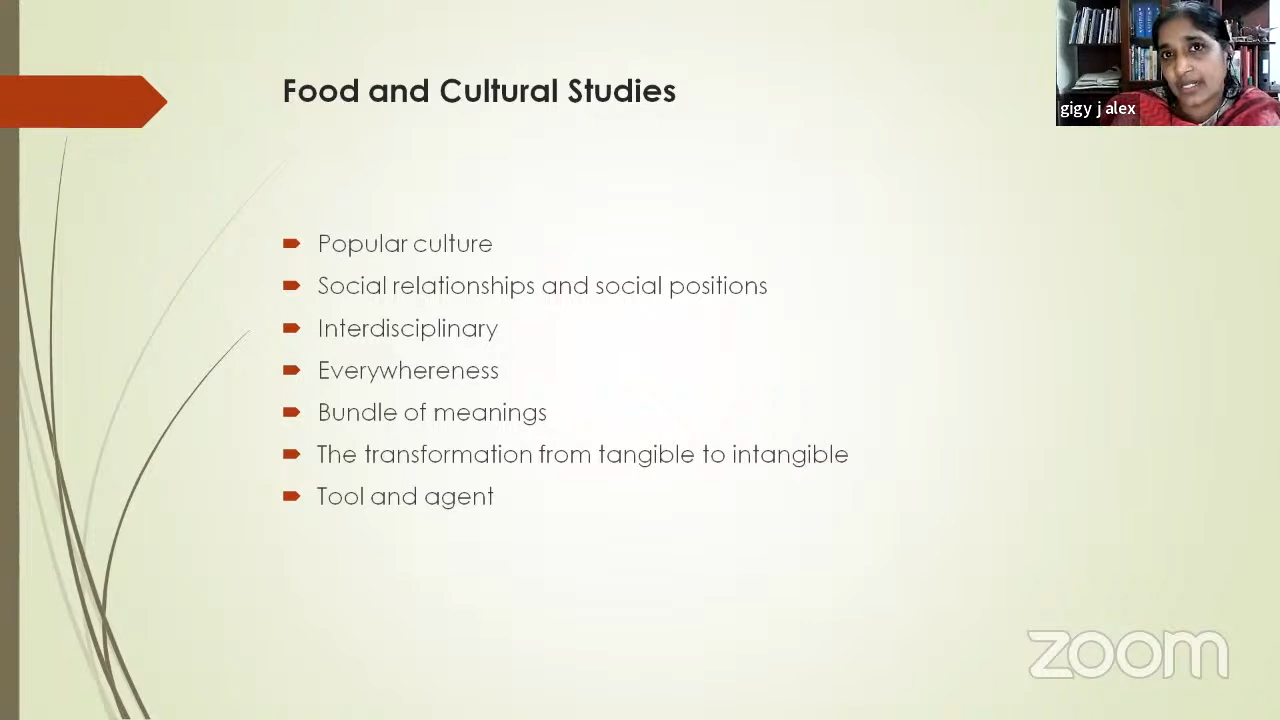 Food and Cultural Studies
gigy j alex
Popular culture
Social relationships and social positions
Interdisciplinary
Everywhereness
Bundle of meanings
The transformation from tangible to intangible
Tool and agent
zoom